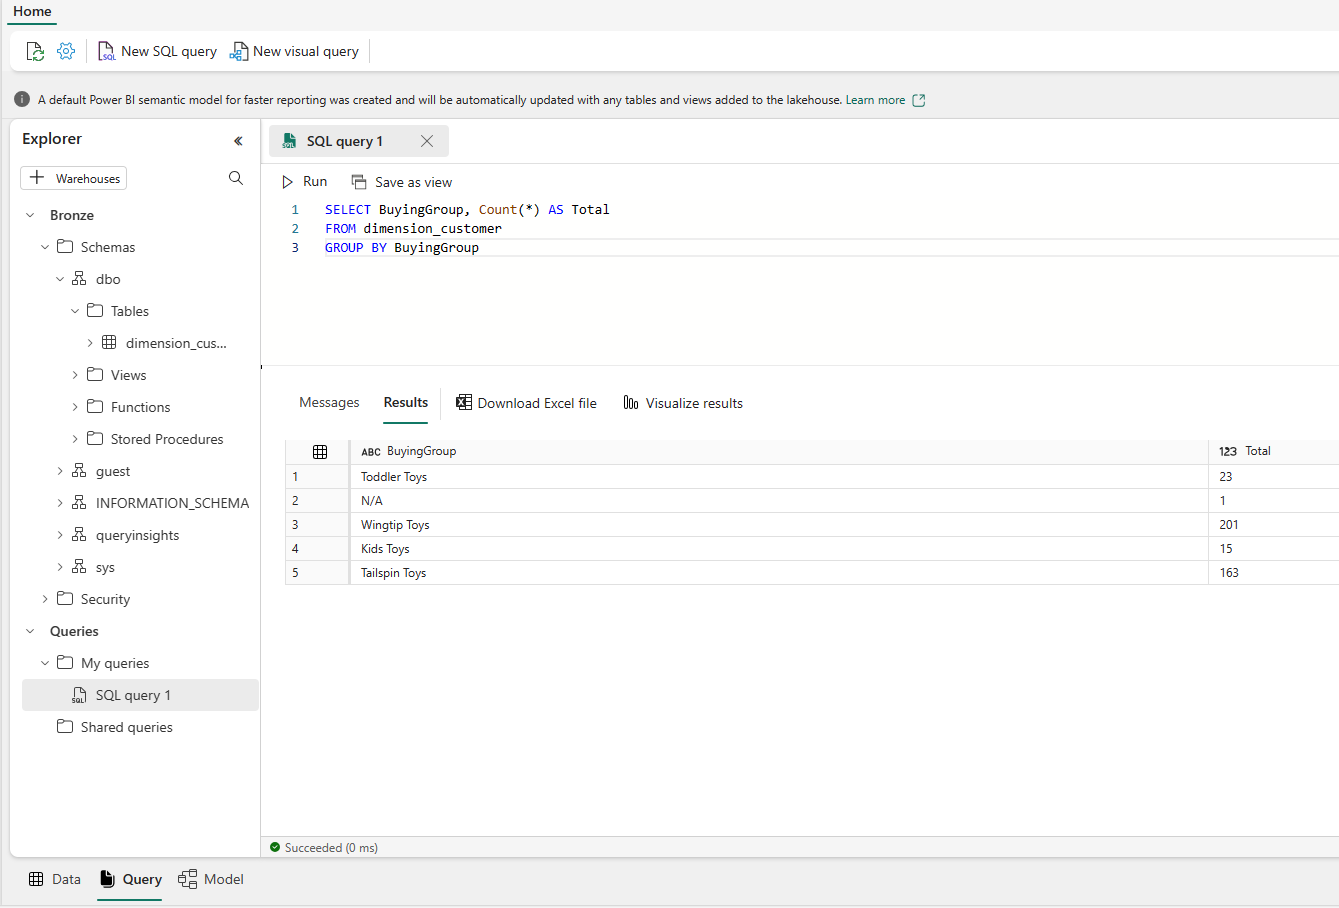 Home
New SQL query New visual query
A default Power BI semantic model for faster reporting was created and will be automatically updated with any tables and views added to the lakehouse. Learn more
Explorer
+ Warehouses
Bronze
Schemas
dbo
Tables
dimension_cus...
Views
Functions
Stored Procedures
guest
INFORMATION_SCHEMA
queryinsights
sys
Security
Queries
My queries
SQL query 1
Shared queries
SQL query 1
Run Save as view
1 SELECT BuyingGroup, Count(*) AS Total
2 FROM dimension_customer
3 GROUP BY BuyingGroup
Messages Results Download Excel file Visualize results
ABC BuyingGroup 123 Total
1 Toddler Toys 23
2 N/A 1
3 Wingtip Toys 201
4 Kids Toys 15
5 Tailspin Toys 163
Succeeded (0 ms)
Data Query Model